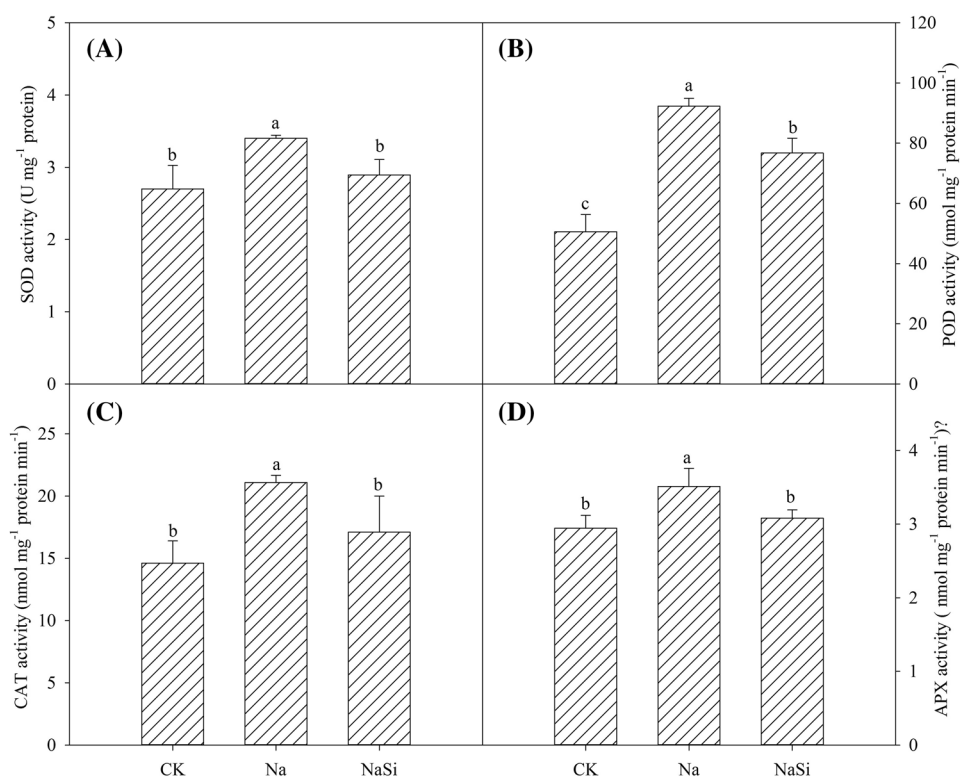 (A)
SOD activity (U mg⁻¹ protein)
5
4
3
2
1
0
b
a
b
(B)
POD activity (nmol mg⁻¹ protein min⁻¹)
120
100
80
60
40
20
0
c
a
b
(C)
CAT activity (nmol mg⁻¹ protein min⁻¹)
25
20
15
10
5
0
b
a
b
CK Na NaSi
(D)
APX activity ( nmol mg⁻¹ protein min⁻¹)?
4
3
2
1
0
b
a
b
CK Na NaSi